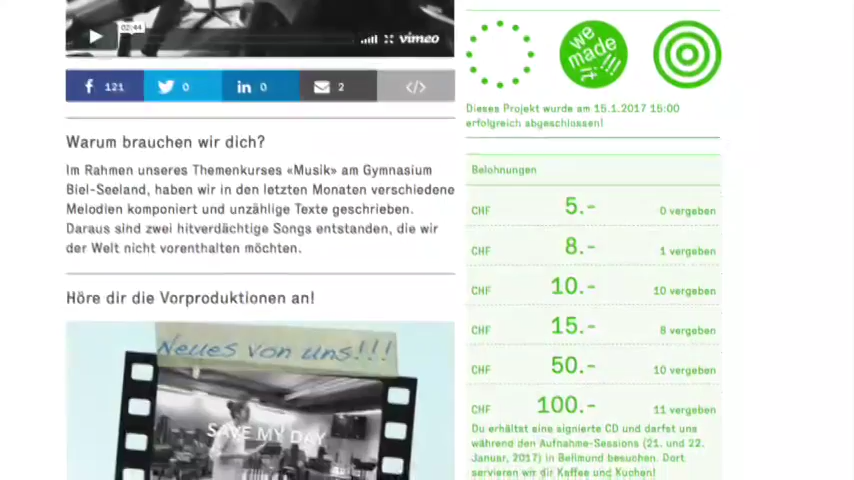 02:44
vimeo
121
0
in 0
2
</>
Warum brauchen wir dich?
Im Rahmen unseres Themenkurses «Musik» am Gymnasium
Biel-Seeland, haben wir in den letzten Monaten verschiedene
Melodien komponiert und unzählige Texte geschrieben.
Daraus sind zwei hitverdächtige Songs entstanden, die wir
der Welt nicht vorenthalten möchten.
Höre dir die Vorproduktionen an!
Neues von uns!!!
SAVE MY DAY
we
made
it!!!
Dieses Projekt wurde am 15.1.2017 15:00
erfolgreich abgeschlossen!
Belohnungen
CHF 5.- 0 vergeben
CHF 8.- 1 vergeben
CHF 10.- 10 vergeben
CHF 15.- 8 vergeben
CHF 50.- 10 vergeben
CHF 100.- 11 vergeben
Du erhältst eine signierte CD und darfst uns
während den Aufnahme-Sessions (21. und 22.
Januar, 2017) in Bellmund besuchen. Dort
servieren wir dir Kaffee und Kuchen!